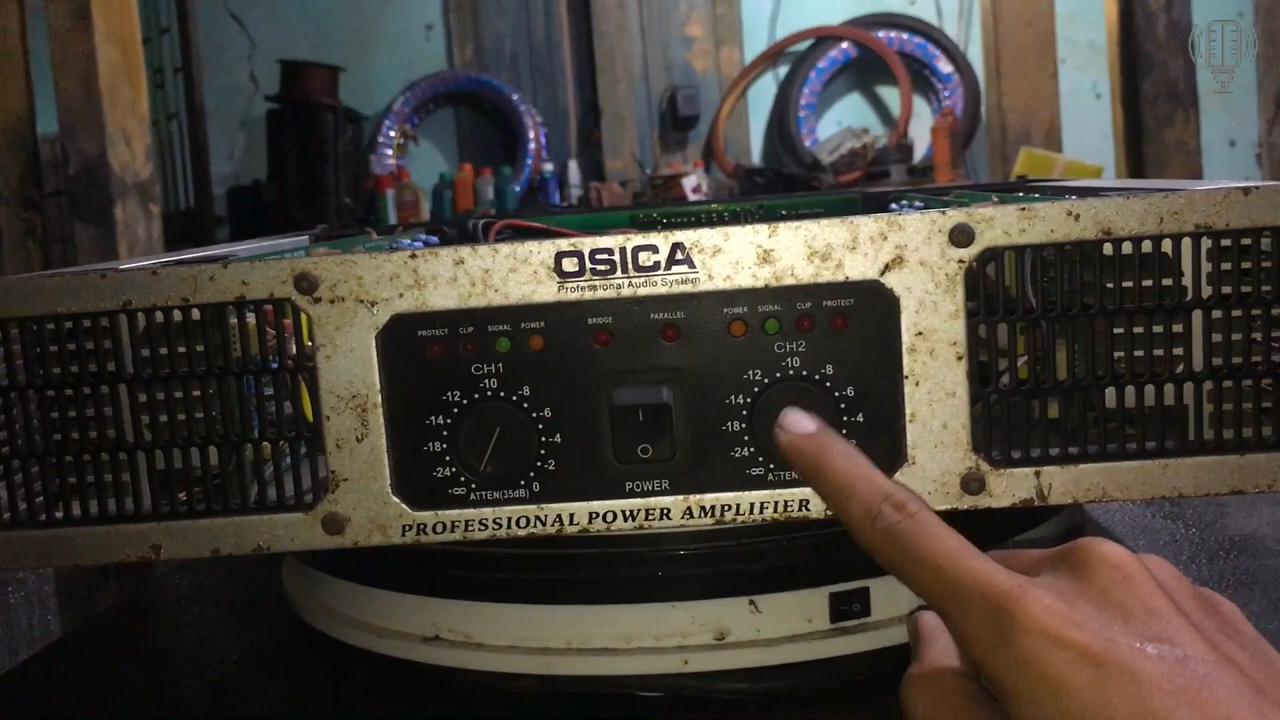 OSICA
Professional Audio System
PROTECT CLIP SIGNAL POWER
BRIDGE
PARALLEL
POWER SIGNAL CLIP PROTECT
CH1
-∞ -24 -18 -14 -12 -10 -8 -6 -4 -2 0
ATTEN(35dB)
I
O
POWER
CH2
-∞ -24 -18 -14 -12 -10 -8 -6 -4
PROFESSIONAL POWER AMPLIFIER
- O